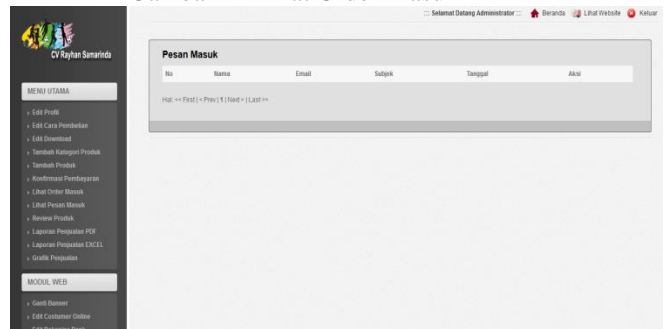 ::: Selamat Datang Administrator ::: Beranda Lihat Website Keluar
CV Rayhan Samarinda
MENU UTAMA
» Edit Profil
» Edit Cara Pembelian
» Edit Download
» Tambah Kategori Produk
» Tambah Produk
» Konfirmasi Pembayaran
» Lihat Order Masuk
» Lihat Pesan Masuk
» Review Produk
» Laporan Penjualan PDF
» Laporan Penjualan EXCEL
» Grafik Penjualan
MODUL WEB
» Ganti Banner
» Edit Costumer Online
Pesan Masuk
No Nama Email Subjek Tanggal Aksi
Hal: << First | < Prev | 1 | Next > | Last >>